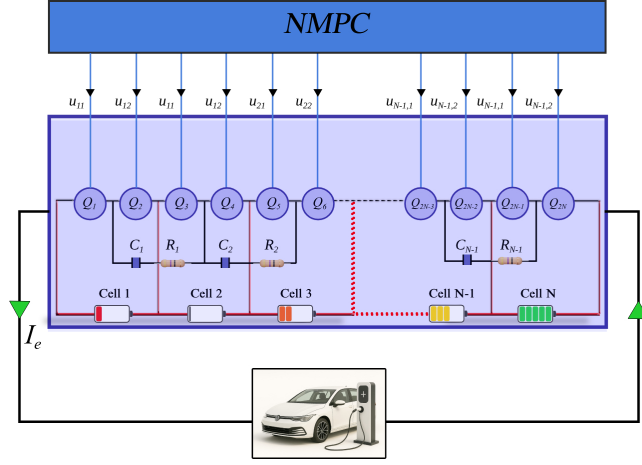 NMPC
u11 u12 u11 u12 u21 u22 uN-1,1 uN-1,2 uN-1,1 uN-1,2
Q1 Q2 Q3 Q4 Q5 Q6 Q2N-3 Q2N-2 Q2N-1 Q2N
C1 R1 C2 R2 CN-1 RN-1
Cell 1 Cell 2 Cell 3 Cell N-1 Cell N
Ie